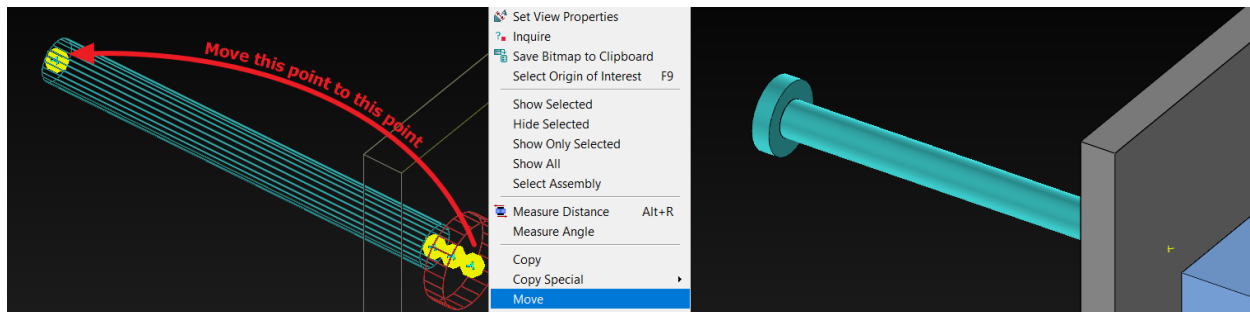 Move this point to this point
Set View Properties
Inquire
Save Bitmap to Clipboard
Select Origin of Interest F9
Show Selected
Hide Selected
Show Only Selected
Show All
Select Assembly
Measure Distance Alt+R
Measure Angle
Copy
Copy Special
Move